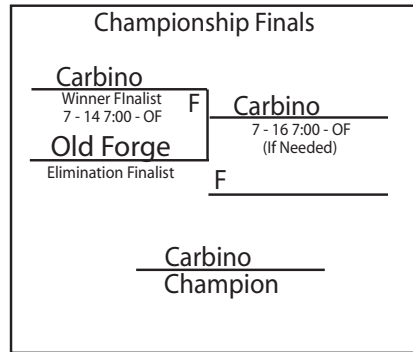 Championship Finals
Carbino
Winner FInalist
7 - 14 7:00 - OF
F
Old Forge
Elimination Finalist
Carbino
7 - 16 7:00 - OF
(If Needed)
F
Carbino
Champion